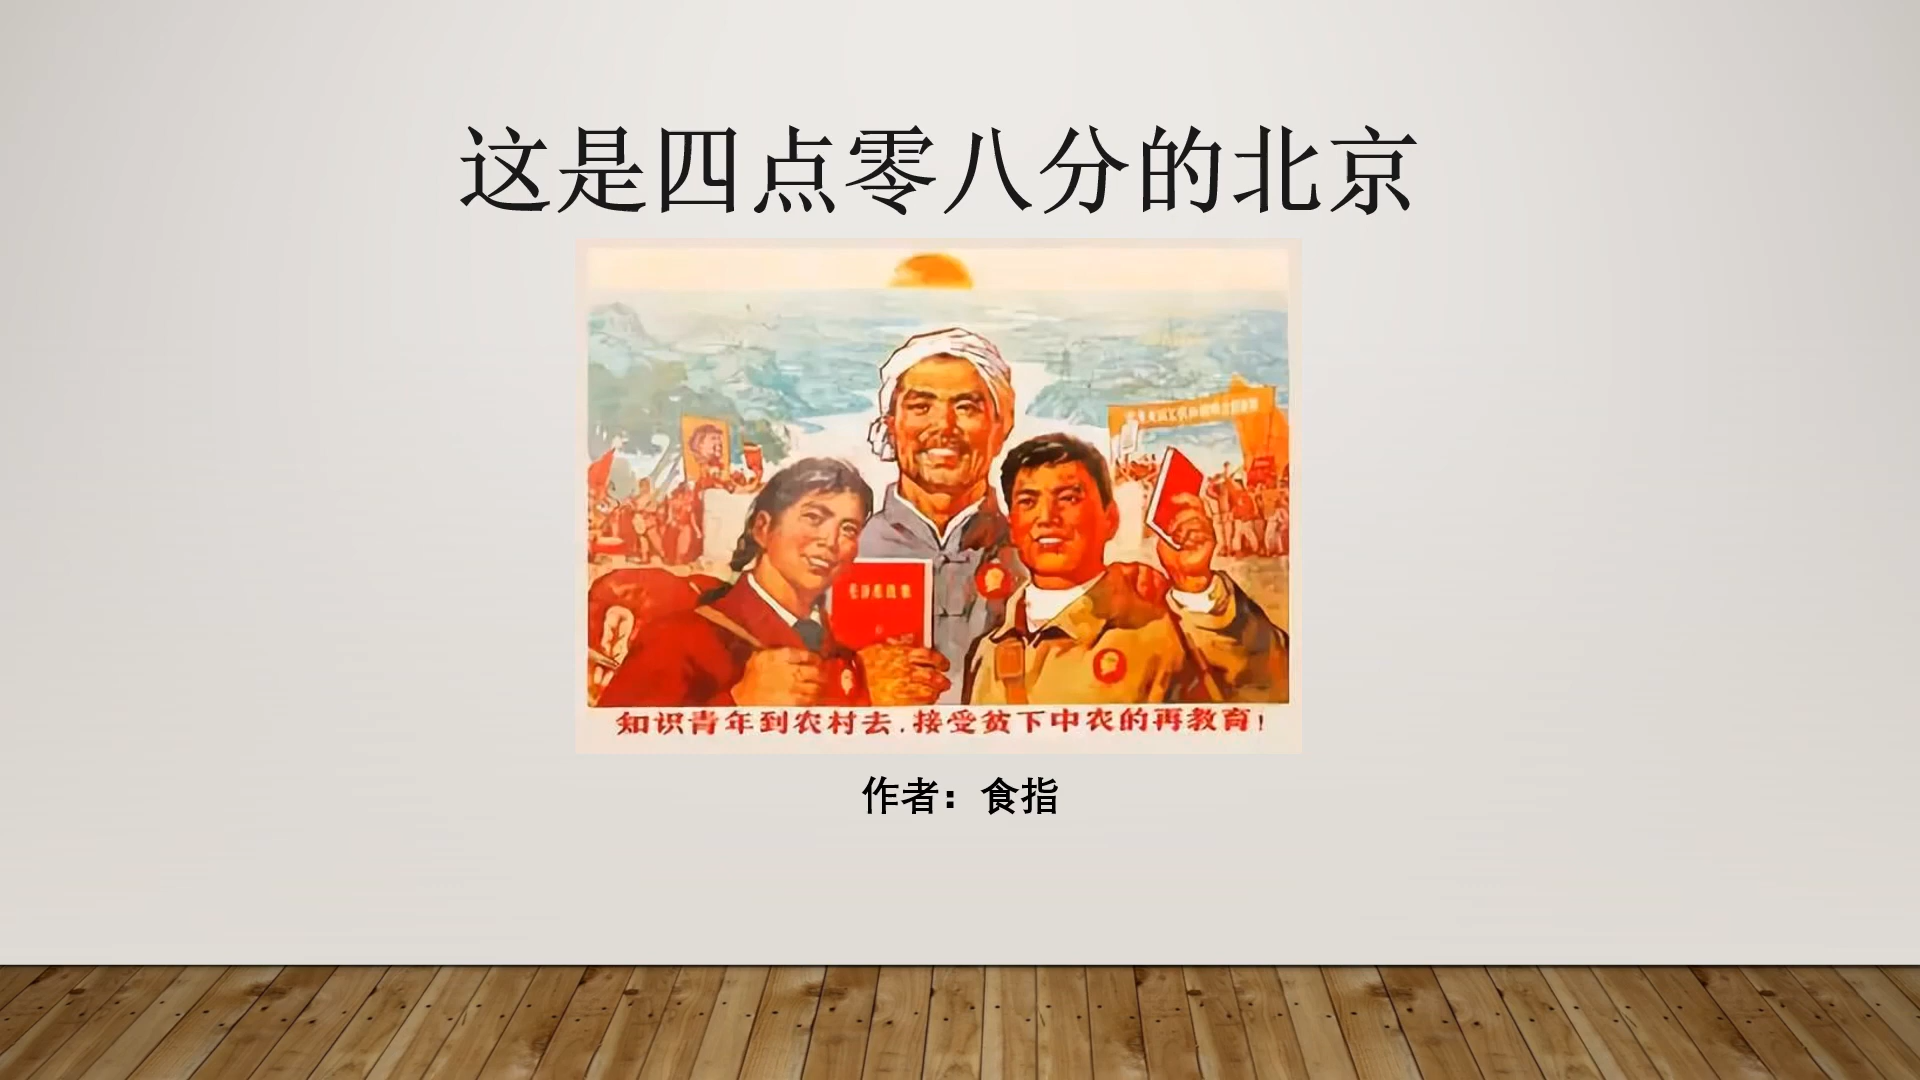 这是四点零八分的北京
知识青年到农村去，接受贫下中农的再教育！
作者：食指